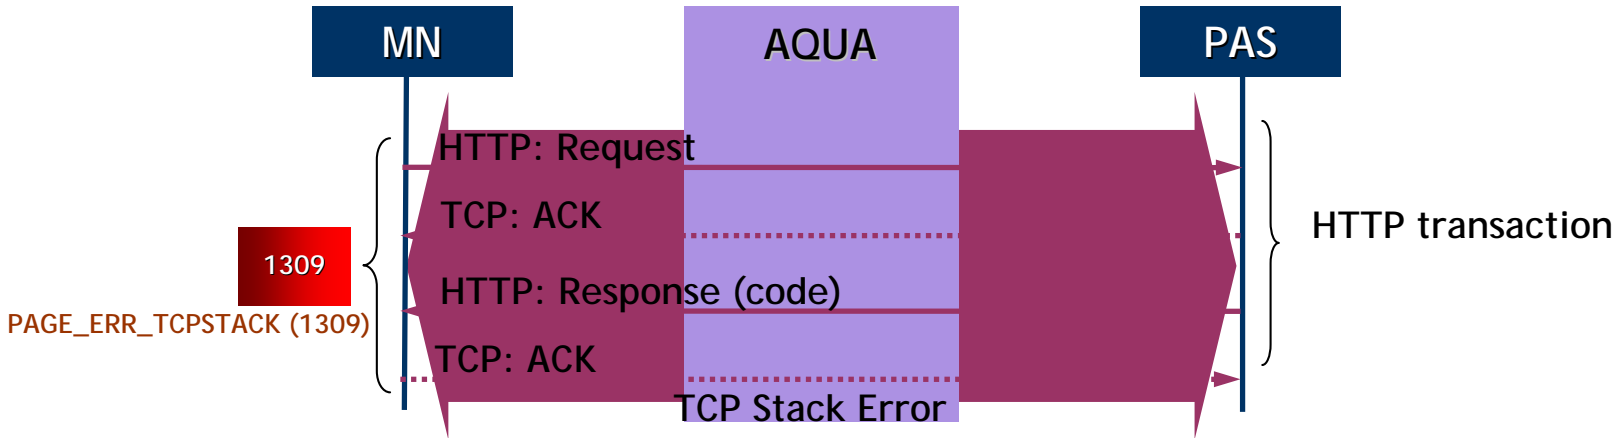 MN
AQUA
PAS
HTTP: Request
TCP: ACK
HTTP transaction
1309
HTTP: Response (code)
PAGE_ERR_TCPSTACK (1309)
TCP: ACK
TCP Stack Error